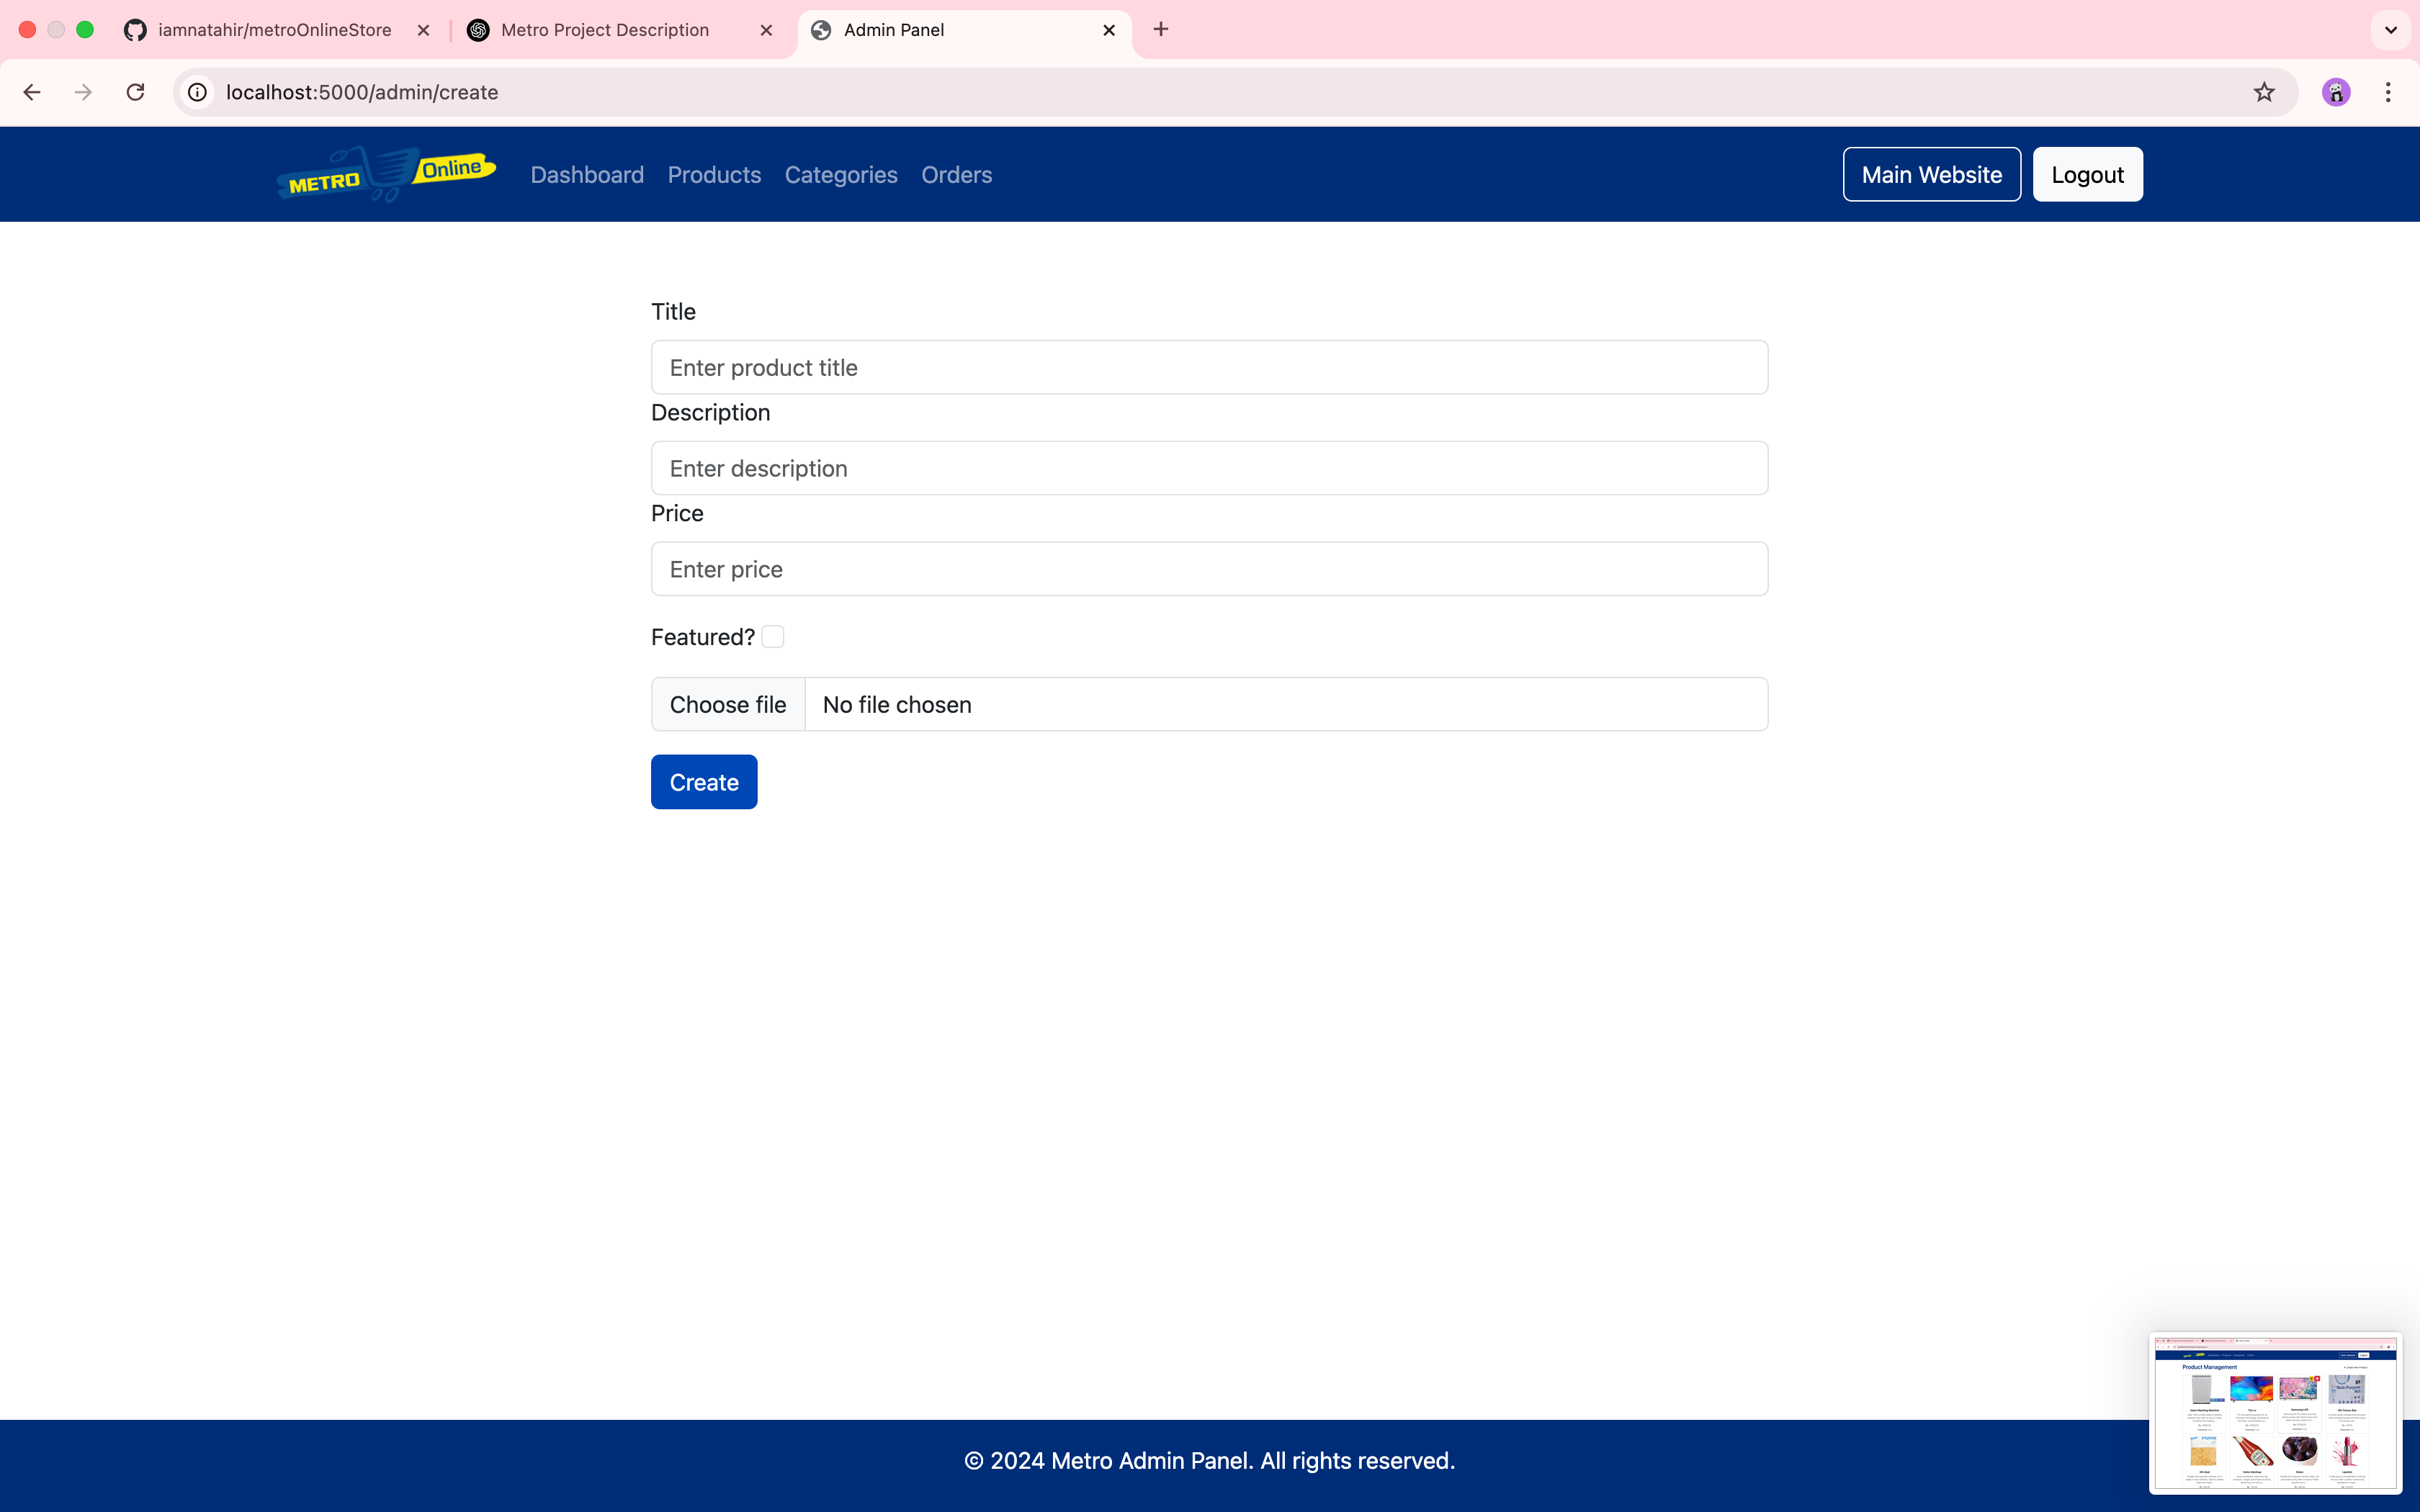 iamnatahir/metroOnlineStore
Metro Project Description
Admin Panel
localhost:5000/admin/create
METRO Online
Dashboard
Products
Categories
Orders
Main Website
Logout
Title
Enter product title
Description
Enter description
Price
Enter price
Featured?
Choose file
No file chosen
Create
Product Management
© 2024 Metro Admin Panel. All rights reserved.